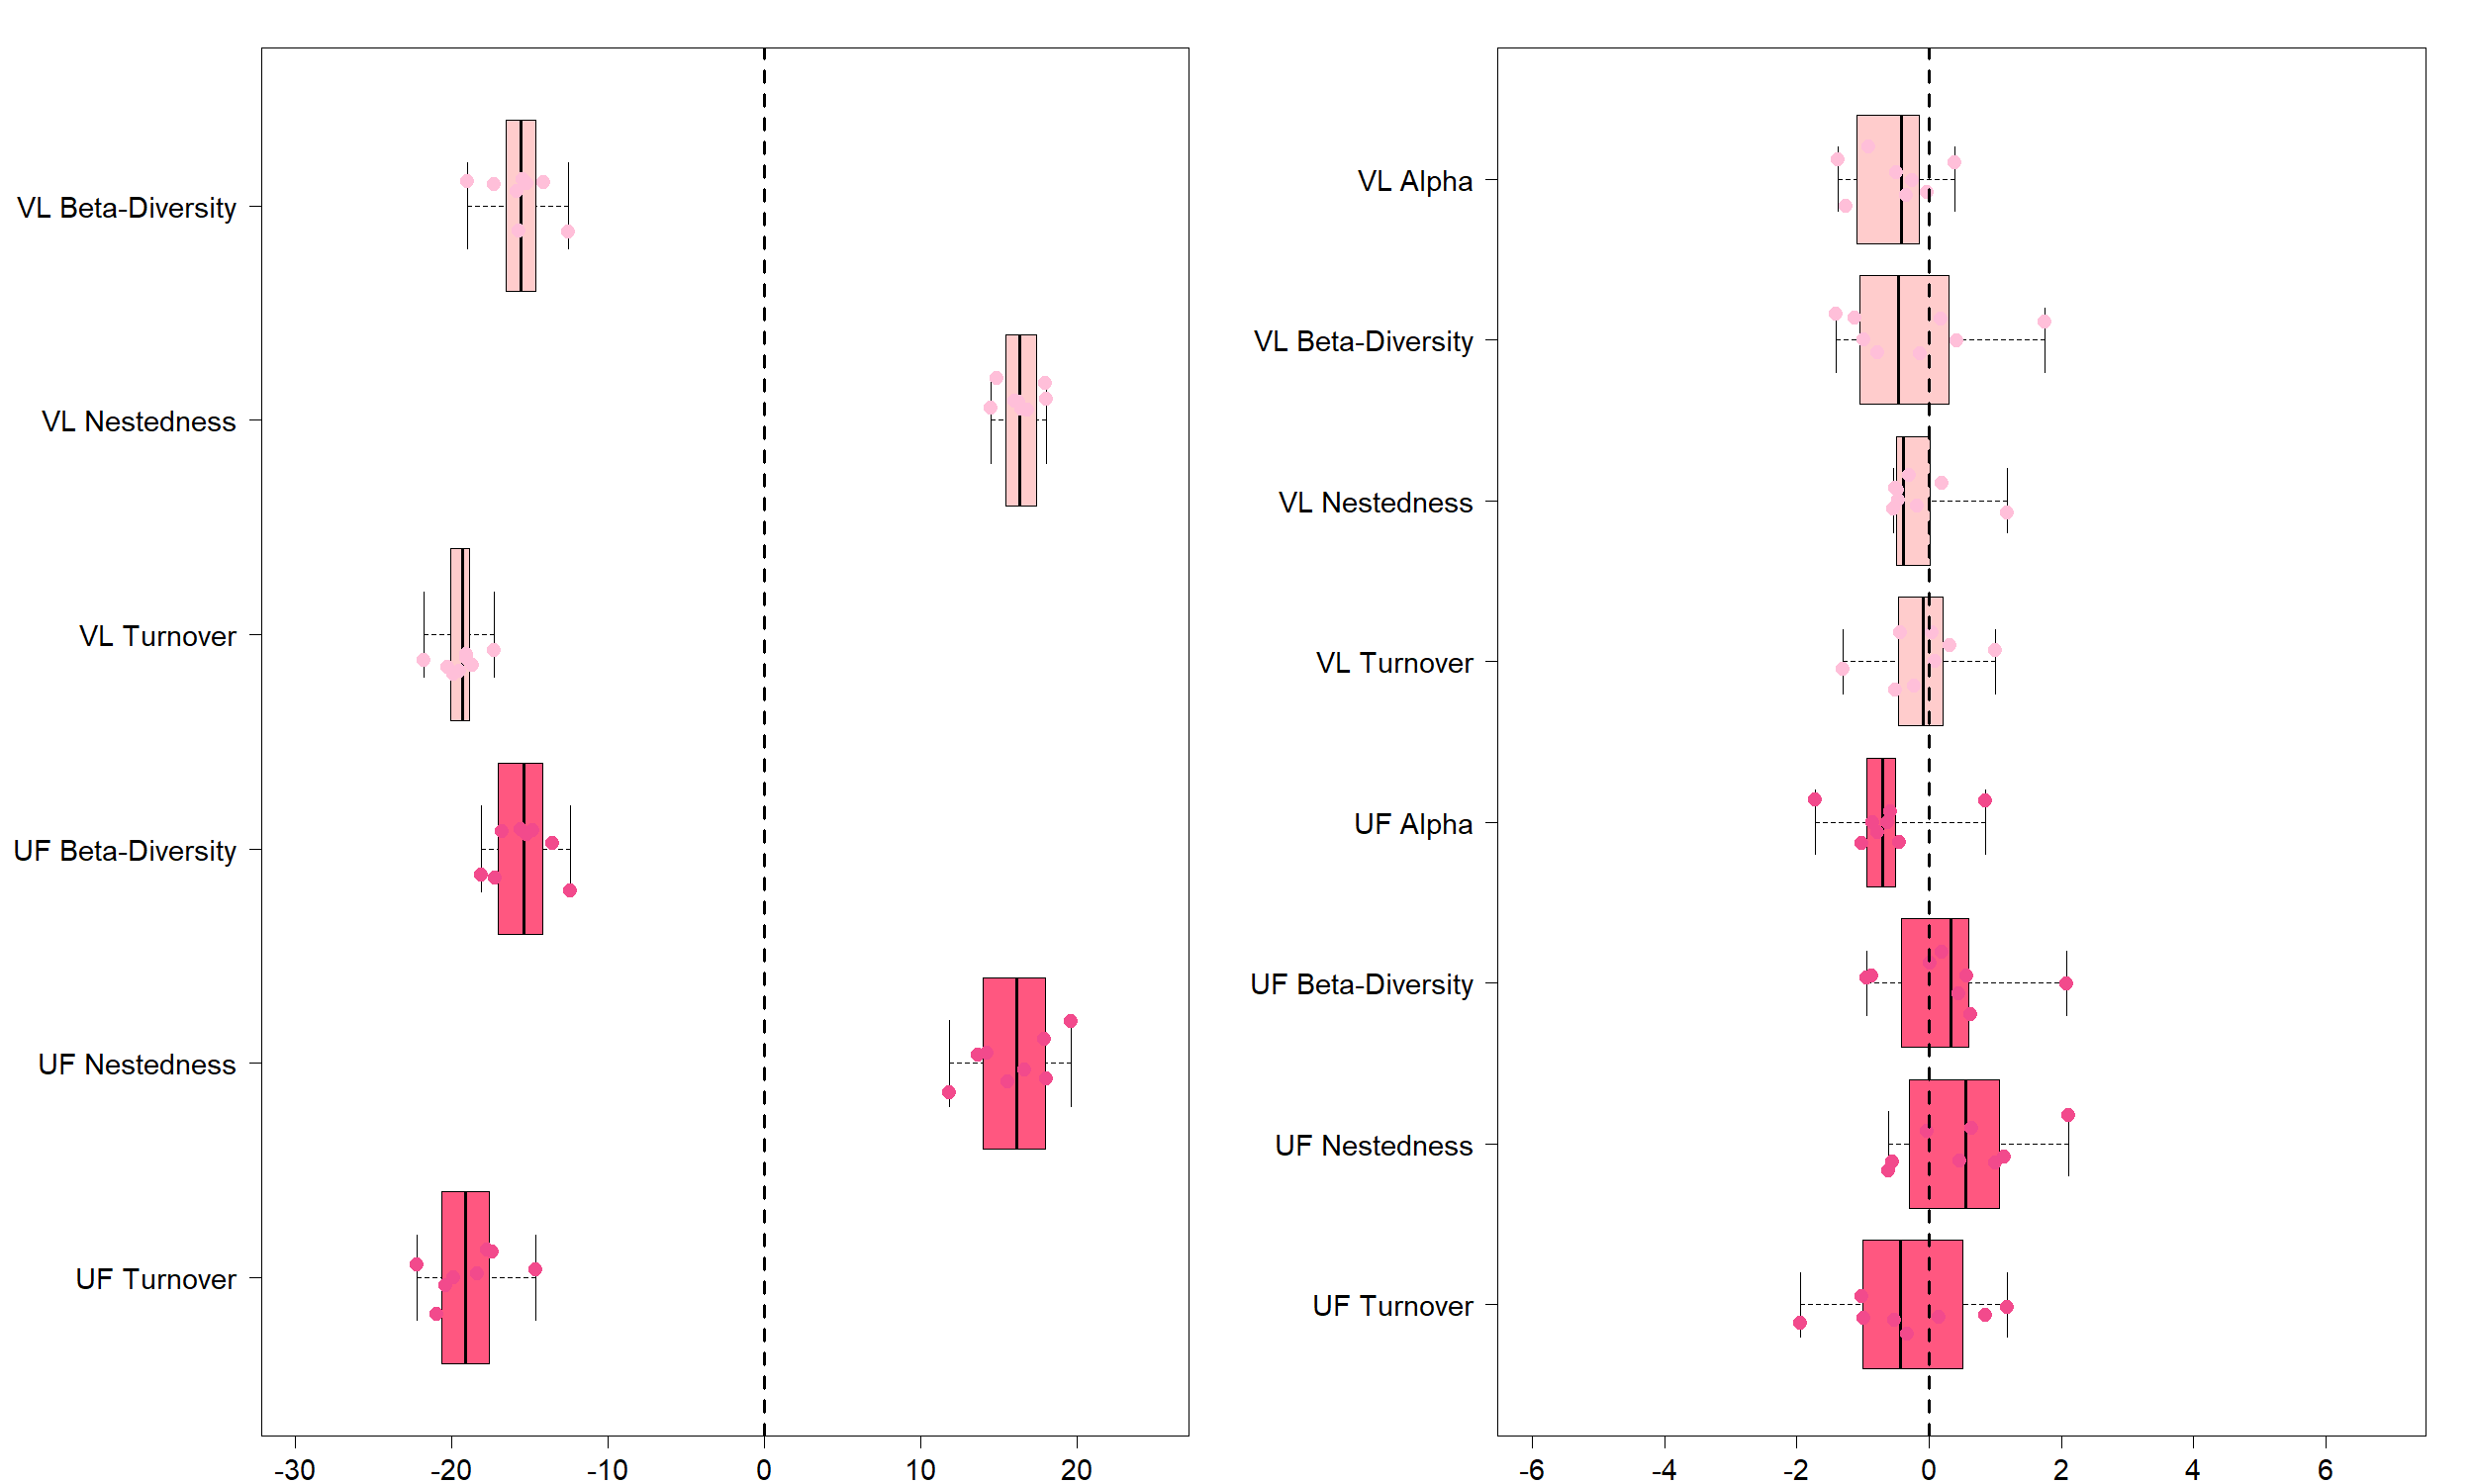 VL Beta-Diversity
VL Nestedness
VL Turnover
UF Beta-Diversity
UF Nestedness
UF Turnover
-30 -20 -10 0 10 20
VL Alpha
VL Beta-Diversity
VL Nestedness
VL Turnover
UF Alpha
UF Beta-Diversity
UF Nestedness
UF Turnover
-6 -4 -2 0 2 4 6